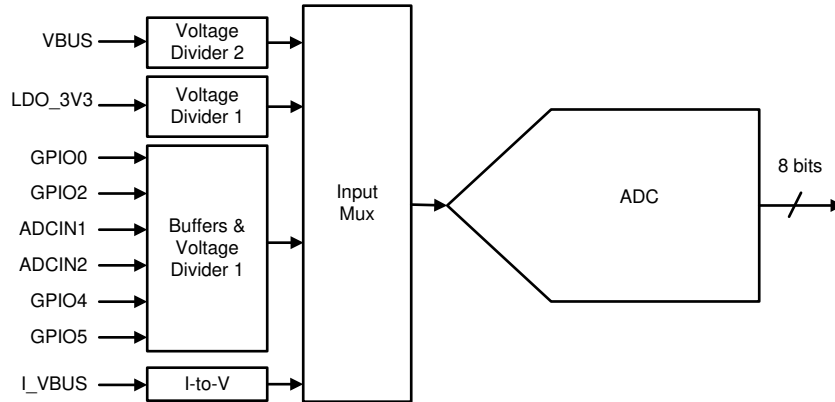 VBUS
Voltage
Divider 2
LDO_3V3
Voltage
Divider 1
GPIO0
GPIO2
ADCIN1
ADCIN2
GPIO4
GPIO5
Buffers &
Voltage
Divider 1
I_VBUS
I-to-V
Input
Mux
ADC
8 bits